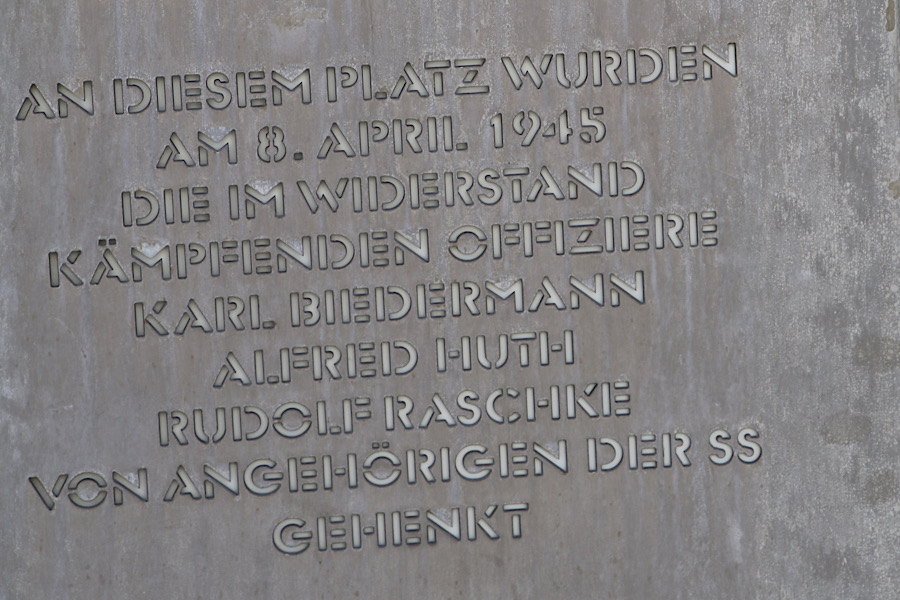 AN DIESEM PLATZ WURDEN
AM 8. APRIL 1945
DIE IM WIDERSTAND
KÄMPFENDEN OFFIZIERE
KARL BIEDERMANN
ALFRED HUTH
RUDOLF RASCHKE
VON ANGEHÖRIGEN DER SS
GEHENKT